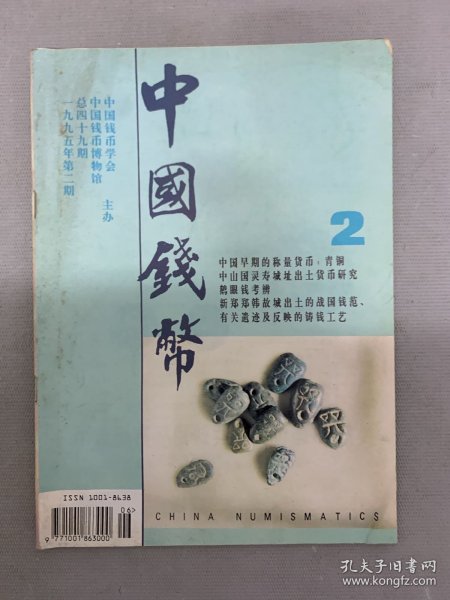 中國錢幣
中国钱币学会
中国钱币博物馆
主办
总四十九期
一九九五年第二期
2
中国早期的称量货币：青铜
中山国灵寿城址出土货币研究
鹅眼钱考辨
新郑郑韩故城出土的战国钱范、
有关遗迹及反映的铸钱工艺
ISSN 1001-8638
06>
9 771001 863000
CHINA NUMISMATICS
孔夫子旧书网
www.kongfz.com